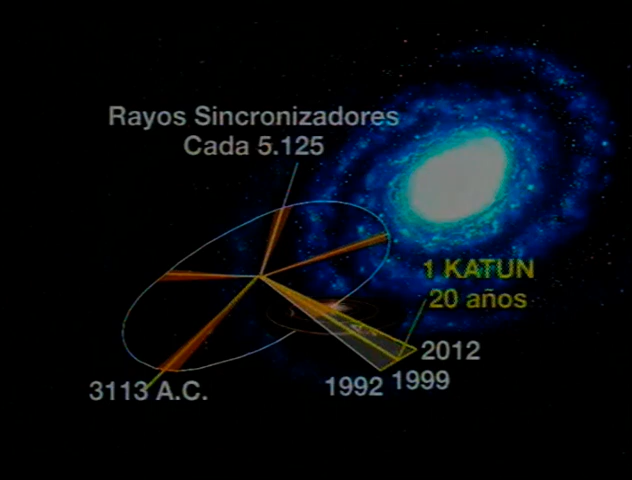 Rayos Sincronizadores
Cada 5.125
1 KATUN
20 años
2012
1992 1999
3113 A.C.